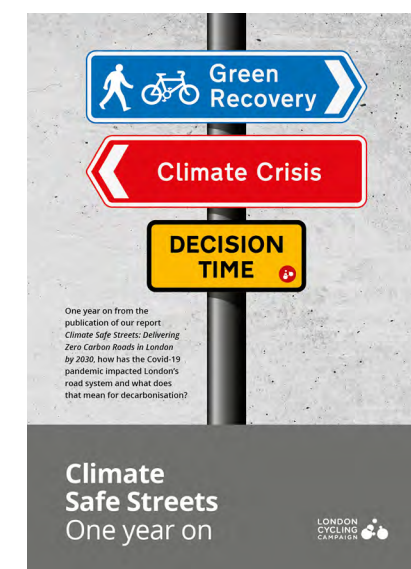 Green
Recovery
Climate Crisis
DECISION
TIME
One year on from the
publication of our report
Climate Safe Streets: Delivering
Zero Carbon Roads in London
by 2030, how has the Covid-19
pandemic impacted London's
road system and what does
that mean for decarbonisation?
Climate
Safe Streets
One year on
LONDON
CYCLING
CAMPAIGN